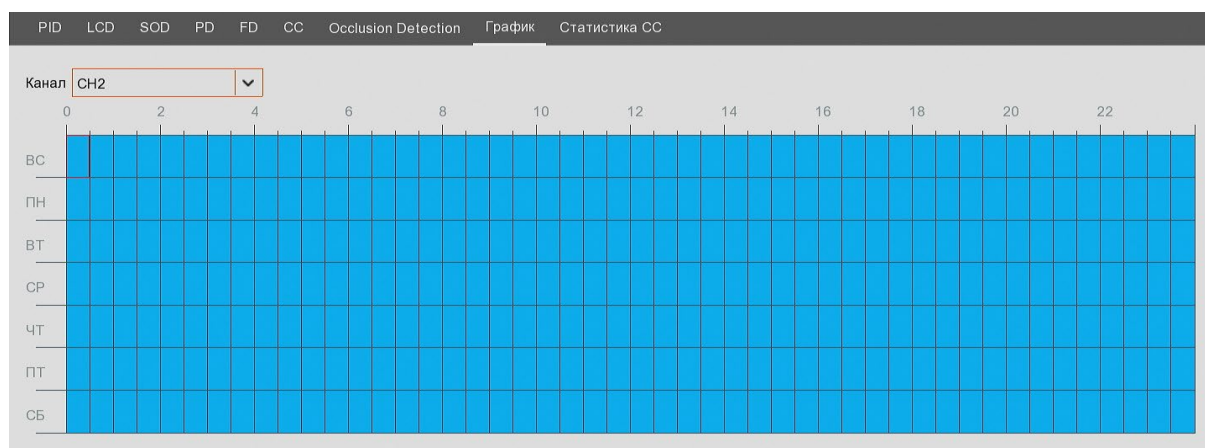 PID LCD SOD PD FD CC Occlusion Detection График Статистика CC
Канал CH2
0 2 4 6 8 10 12 14 16 18 20 22
ВС
ПН
ВТ
СР
ЧТ
ПТ
СБ